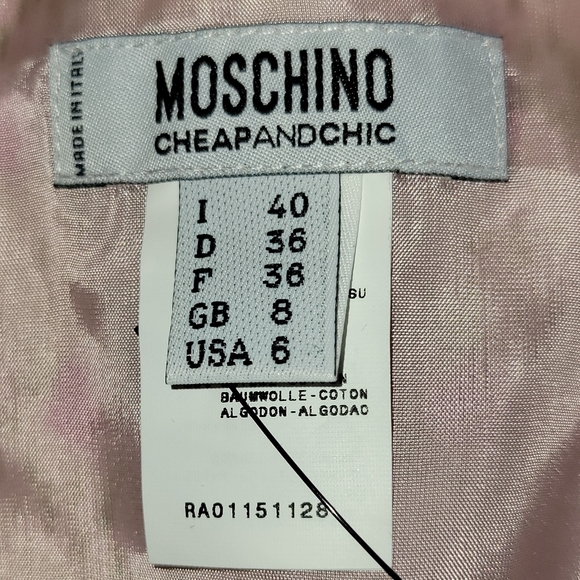 MADE IN ITALY
MOSCHINO
CHEAPANDCHIC
I 40
D 36
F 36
GB 8
USA 6
SU
N
BAUMWOLLE-COTON
ALGODON-ALGODAO
RA01151128